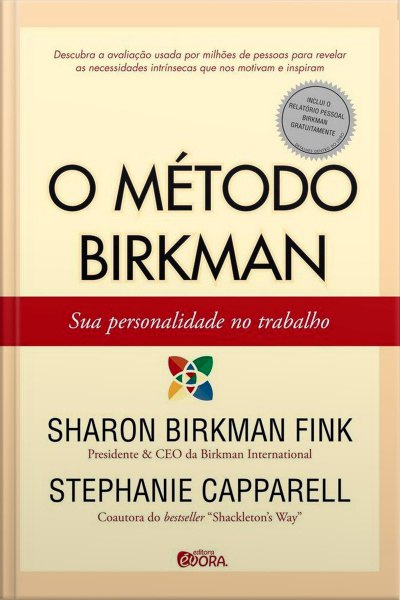 Descubra a avaliação usada por milhões de pessoas para revelar
as necessidades intrínsecas que nos motivam e inspiram
INCLUI O
RELATÓRIO PESSOAL
BIRKMAN
GRATUITAMENTE
O MÉTODO
BIRKMAN
Sua personalidade no trabalho
SHARON BIRKMAN FINK
Presidente & CEO da Birkman International
STEPHANIE CAPPARELL
Coautora do bestseller “Shackleton's Way”
editora
évORA.